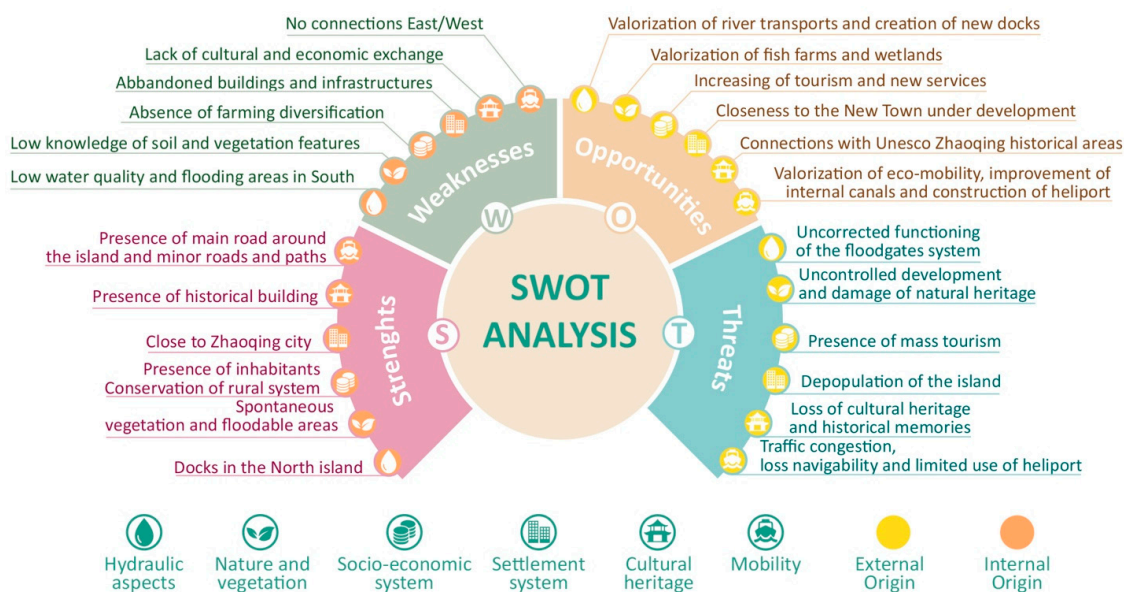 No connections East/West
Lack of cultural and economic exchange
Abbandoned buildings and infrastructures
Absence of farming diversification
Low knowledge of soil and vegetation features
Low water quality and flooding areas in South
Weaknesses
W
Valorization of river transports and creation of new docks
Valorization of fish farms and wetlands
Increasing of tourism and new services
Closeness to the New Town under development
Connections with Unesco Zhaoqing historical areas
Valorization of eco-mobility, improvement of
internal canals and construction of heliport
Opportunities
O
Presence of main road around
the island and minor roads and paths
Presence of historical building
Close to Zhaoqing city
Presence of inhabitants
Conservation of rural system
Spontaneous
vegetation and floodable areas
Docks in the North island
Strenghts
S
SWOT
ANALYSIS
T
Threats
Uncorrected functioning
of the floodgates system
Uncontrolled development
and damage of natural heritage
Presence of mass tourism
Depopulation of the island
Loss of cultural heritage
and historical memories
Traffic congestion,
loss navigability and limited use of heliport
Hydraulic
aspects
Nature and
vegetation
Socio-economic
system
Settlement
system
Cultural
heritage
Mobility
External
Origin
Internal
Origin